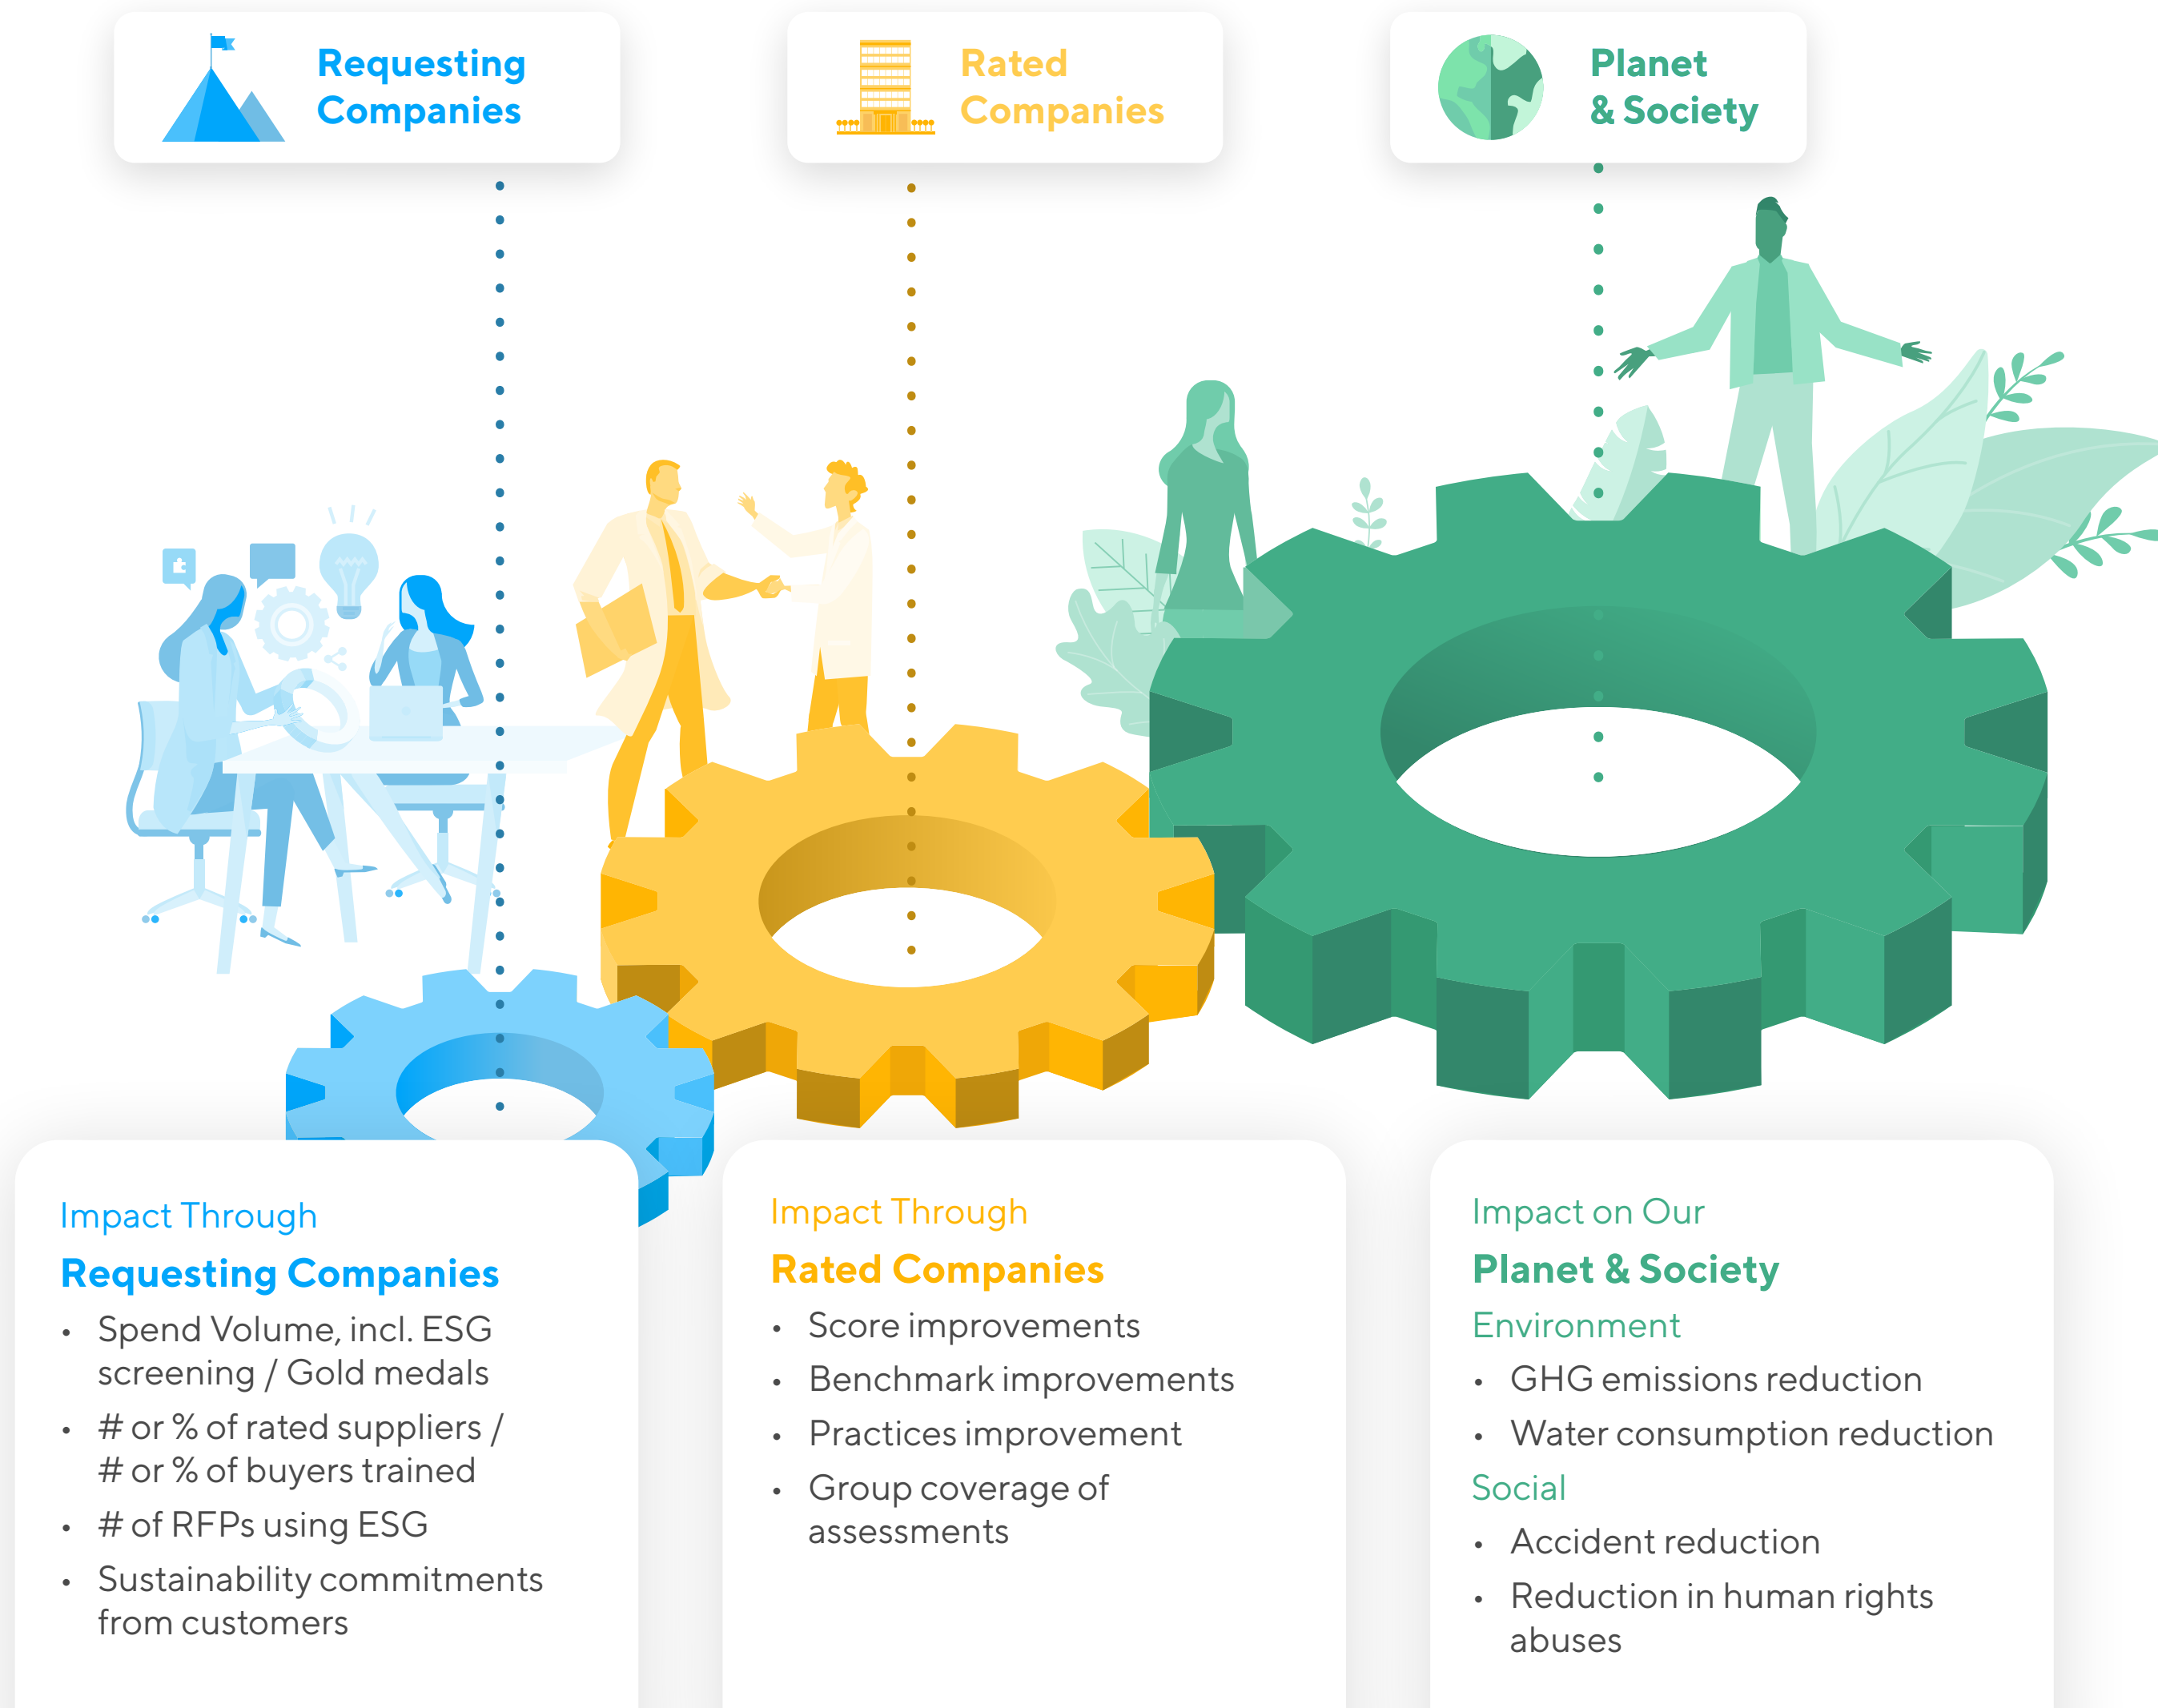 Requesting
Companies
Rated
Companies
Planet
& Society
Impact Through
Requesting Companies
• Spend Volume, incl. ESG
screening / Gold medals
• # or % of rated suppliers /
# or % of buyers trained
• # of RFPs using ESG
• Sustainability commitments
from customers
Impact Through
Rated Companies
• Score improvements
• Benchmark improvements
• Practices improvement
• Group coverage of
assessments
Impact on Our
Planet & Society
Environment
• GHG emissions reduction
• Water consumption reduction
Social
• Accident reduction
• Reduction in human rights
abuses